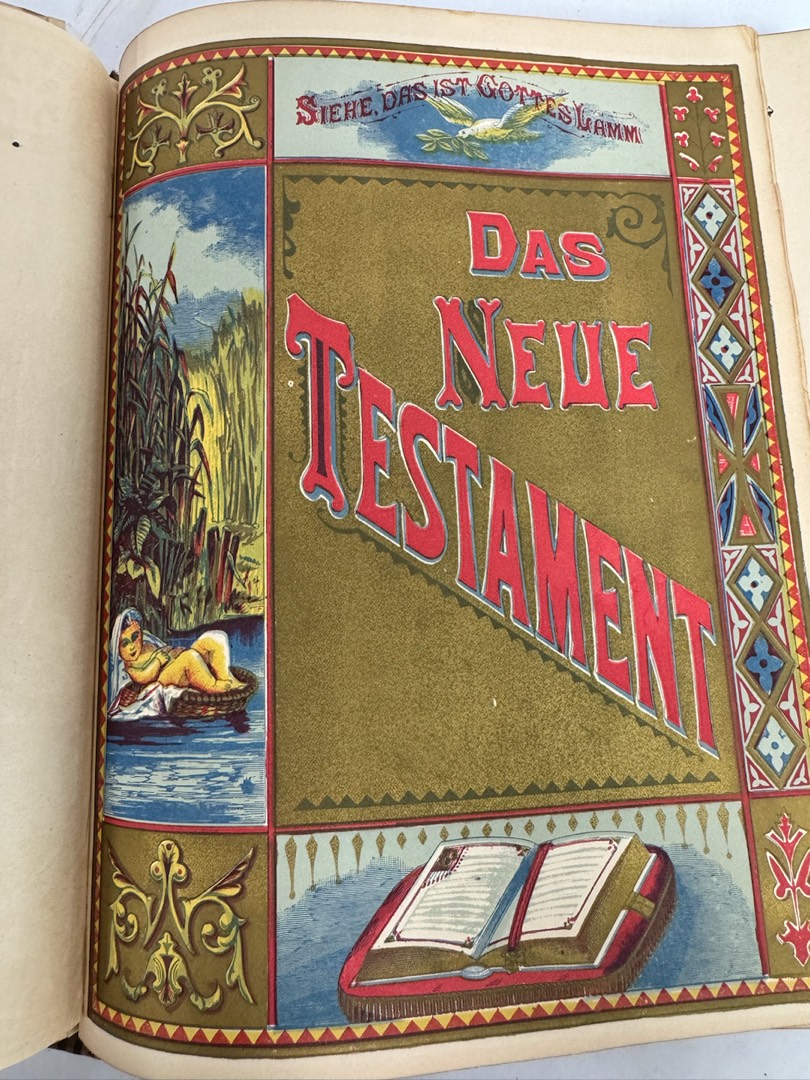 SIEHE, DAS IST GOTTES LAMM
DAS
NEUE
TESTAMENT